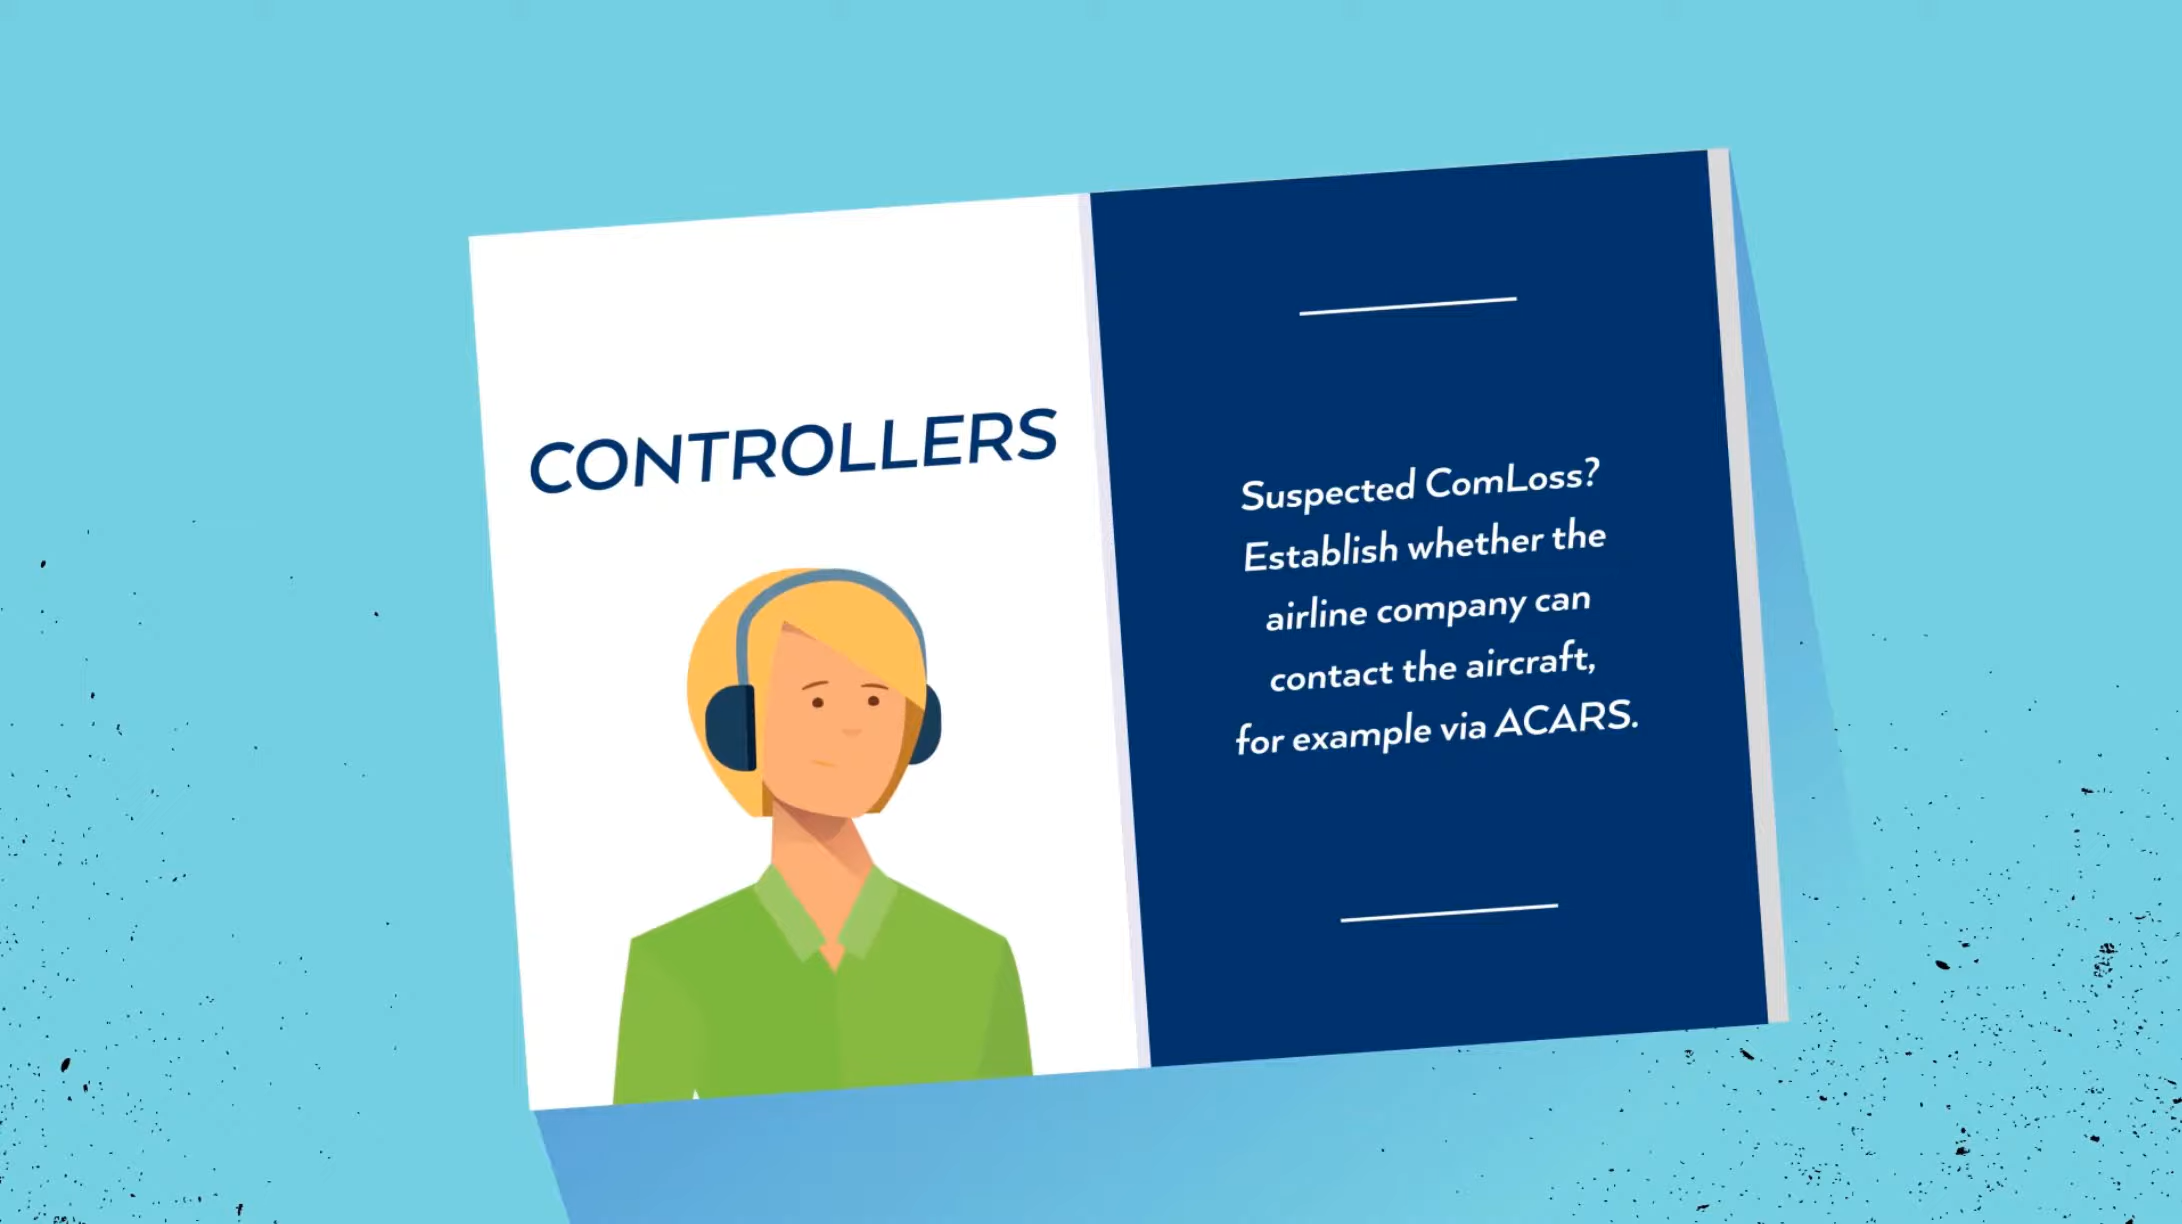 CONTROLLERS
Suspected ComLoss?
Establish whether the
airline company can
contact the aircraft,
for example via ACARS.